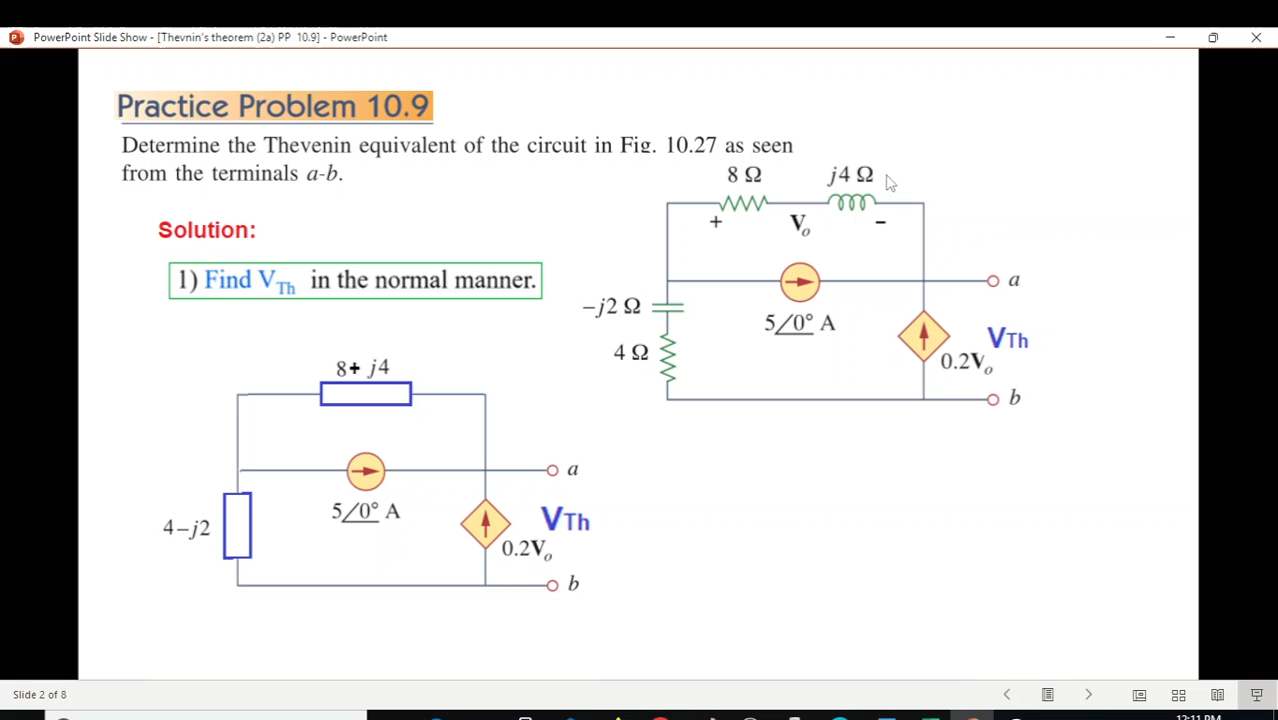 PowerPoint Slide Show - [Thevnin's theorem (2a) PP 10.9] - PowerPoint
Practice Problem 10.9
Determine the Thevenin equivalent of the circuit in Fig. 10.27 as seen
from the terminals a-b.
8 Ω
j4 Ω
+
Vo
-
Solution:
1) Find VTh in the normal manner.
−j2 Ω
4 Ω
5∠0° A
a
VTh
0.2Vo
b
8+ j4
4−j2
5∠0° A
a
VTh
0.2Vo
b
Slide 2 of 8